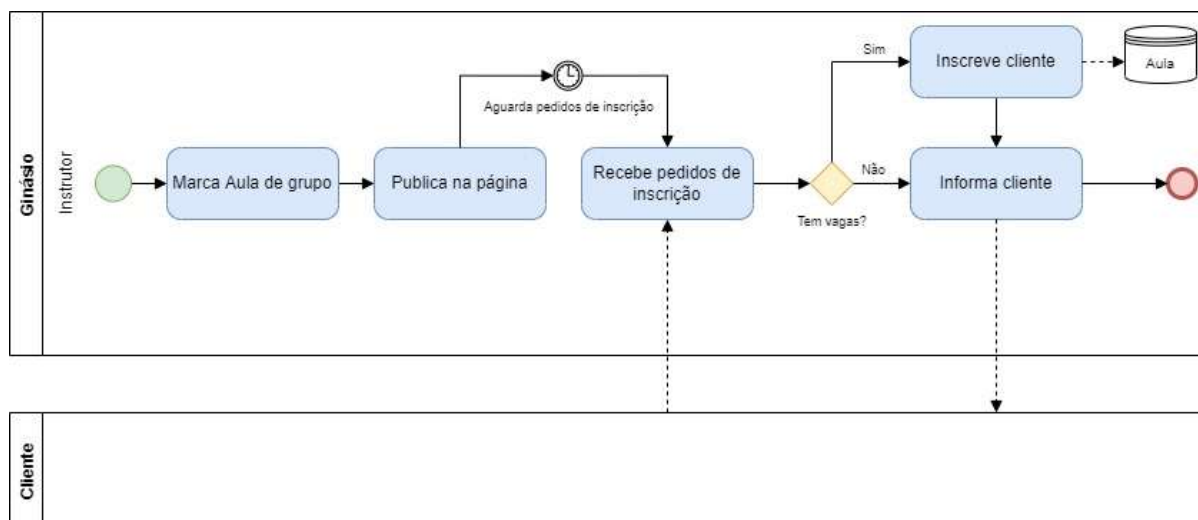 Ginásio
Instrutor
Marca Aula de grupo
Publica na página
Aguarda pedidos de inscrição
Recebe pedidos de
inscrição
Tem vagas?
Sim
Não
Inscreve cliente
Aula
Informa cliente
Cliente